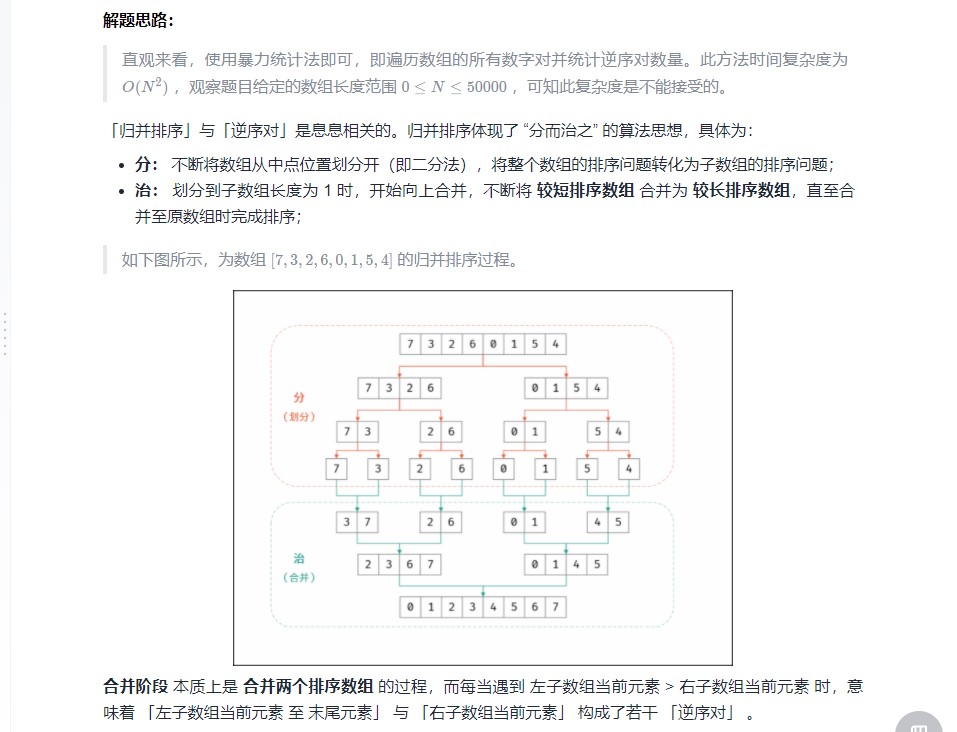 解题思路：
直观来看，使用暴力统计法即可，即遍历数组的所有数字对并统计逆序对数量。此方法时间复杂度为
O(N²) ，观察题目给定的数组长度范围 0 ≤ N ≤ 50000 ，可知此复杂度是不能接受的。
「归并排序」与「逆序对」是息息相关的。归并排序体现了 “分而治之” 的算法思想，具体为：
• 分： 不断将数组从中点位置划分开（即二分法），将整个数组的排序问题转化为子数组的排序问题；
• 治： 划分到子数组长度为 1 时，开始向上合并，不断将 较短排序数组 合并为 较长排序数组，直至合
并至原数组时完成排序；
如下图所示，为数组 [7, 3, 2, 6, 0, 1, 5, 4] 的归并排序过程。
7 3 2 6 0 1 5 4
7 3 2 6 0 1 5 4
分
（划分）
7 3 2 6 0 1 5 4
7 3 2 6 0 1 5 4
3 7 2 6 0 1 4 5
治
（合并）
2 3 6 7 0 1 4 5
0 1 2 3 4 5 6 7
合并阶段 本质上是 合并两个排序数组 的过程，而每当遇到 左子数组当前元素 > 右子数组当前元素 时，意
味着 「左子数组当前元素 至 末尾元素」 与 「右子数组当前元素」 构成了若干 「逆序对」 。